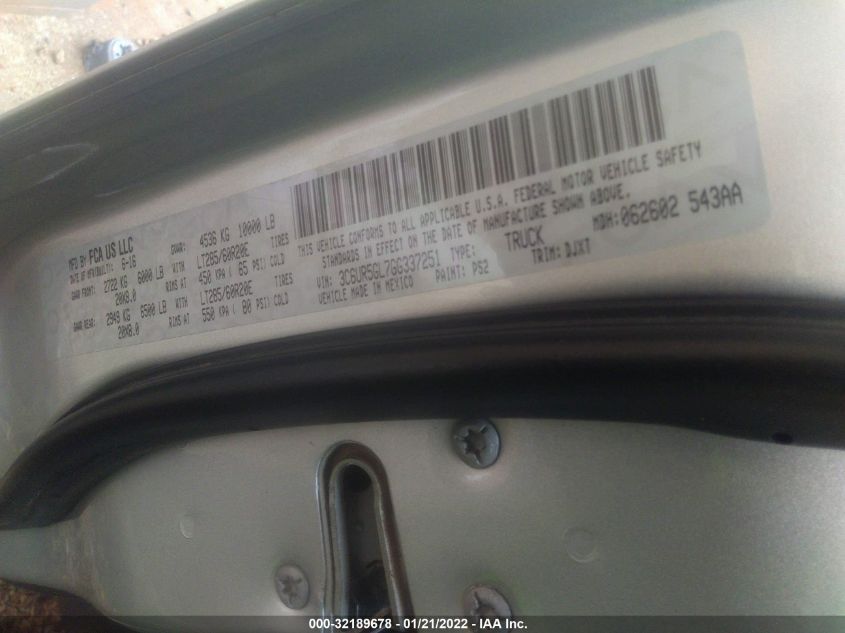 MFD BY FCA US LLC
DATE OF MFR 6-16 GVWR: 4536 KG 10000 LB
GAWR FRONT: 2722 KG 6000 LB WITH LT285/60R20E TIRES
20X8.0 RIMS AT 450 KPA ( 65 PSI) COLD
GAWR REAR: 2948 KG 6500 LB WITH LT285/60R20E TIRES
20X8.0 RIMS AT 550 KPA ( 80 PSI) COLD
THIS VEHICLE CONFORMS TO ALL APPLICABLE U.S.A. FEDERAL MOTOR VEHICLE SAFETY
STANDARDS IN EFFECT ON THE DATE OF MANUFACTURE SHOWN ABOVE.
VIN: 3C6UR5GL7GG337251 TYPE: TRUCK MDH: 062602 543AA
VEHICLE MADE IN MEXICO PAINT: PS2 TRIM: DJXT
000-32189678 - 01/21/2022 - IAA Inc.